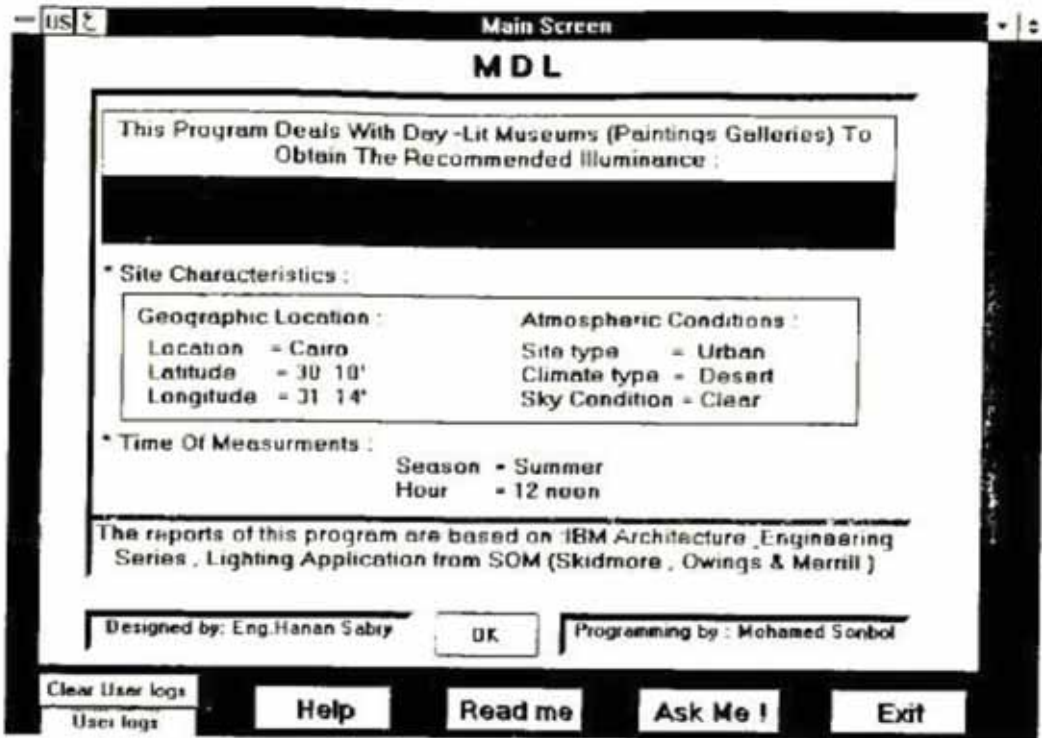 US ع
Main Screen
MDL
This Program Deals With Day -Lit Museums (Paintings Galleries) To
Obtain The Recommended Illuminance :
* Site Characteristics :
Geographic Location :
Location = Cairo
Latitude = 30 10'
Longitude = 31 14'
Atmospheric Conditions :
Site type = Urban
Climate type = Desert
Sky Condition = Clear
* Time Of Measurments :
Season = Summer
Hour = 12 noon
The reports of this program are based on :IBM Architecture ,Engineering
Series , Lighting Application from SOM (Skidmore , Owings & Merrill )
Designed by: Eng.Hanan Sabry
OK
Programming by : Mohamed Sonbol
Clear User logs
User logs
Help
Read me
Ask Me !
Exit